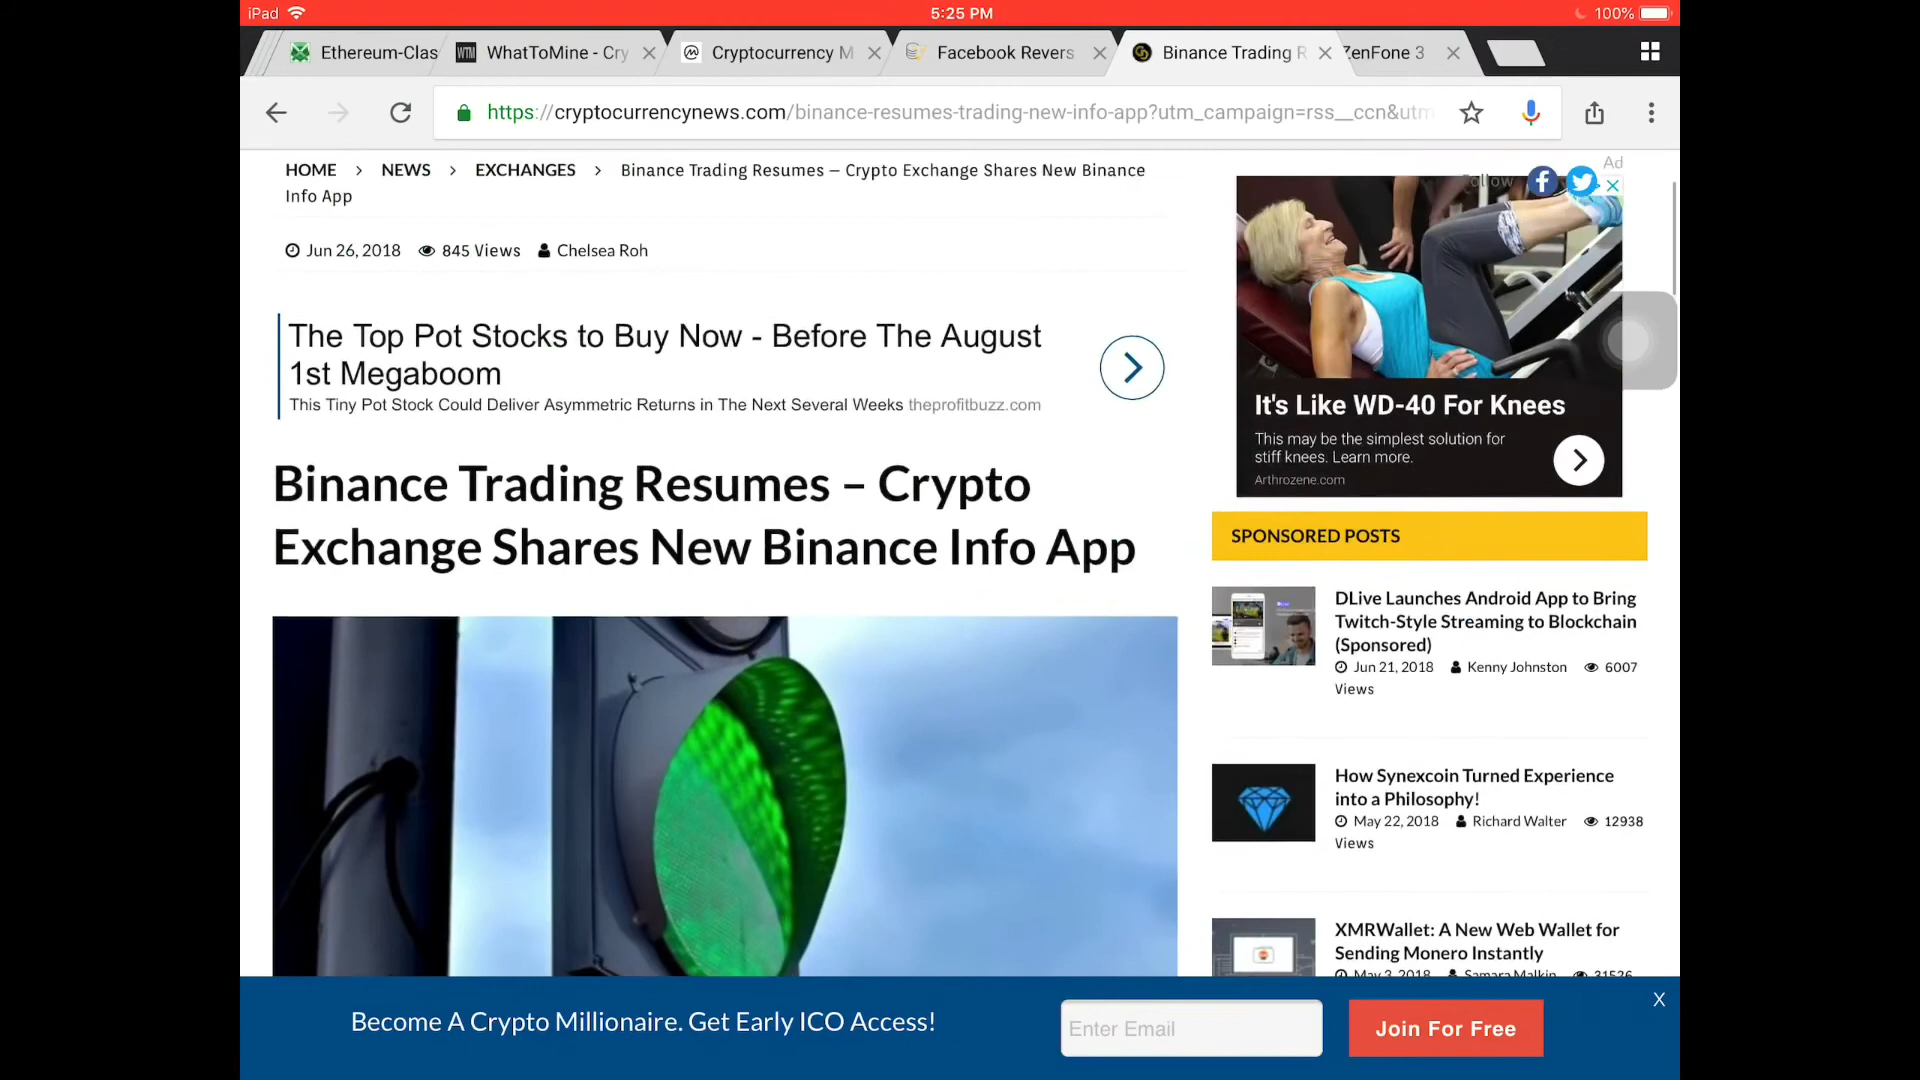 iPad 5:25 PM 100%
Ethereum-Clas WTM WhatToMine - Cry Cryptocurrency M Facebook Revers Binance Trading R ZenFone 3
https://cryptocurrencynews.com/binance-resumes-trading-new-info-app?utm_campaign=rss__ccn&utm
HOME > NEWS > EXCHANGES > Binance Trading Resumes – Crypto Exchange Shares New Binance
Info App
Jun 26, 2018 845 Views Chelsea Roh
The Top Pot Stocks to Buy Now - Before The August
1st Megaboom
This Tiny Pot Stock Could Deliver Asymmetric Returns in The Next Several Weeks theprofitbuzz.com
Binance Trading Resumes – Crypto
Exchange Shares New Binance Info App
Ad
Follow
It's Like WD-40 For Knees
This may be the simplest solution for
stiff knees. Learn more.
Arthrozene.com
SPONSORED POSTS
DLive Launches Android App to Bring
Twitch-Style Streaming to Blockchain
(Sponsored)
Jun 21, 2018 Kenny Johnston 6007
Views
How Synexcoin Turned Experience
into a Philosophy!
May 22, 2018 Richard Walter 12938
Views
XMRWallet: A New Web Wallet for
Sending Monero Instantly
May 3, 2018 Samara Malkin 31526
Become A Crypto Millionaire. Get Early ICO Access!
Enter Email
Join For Free
X